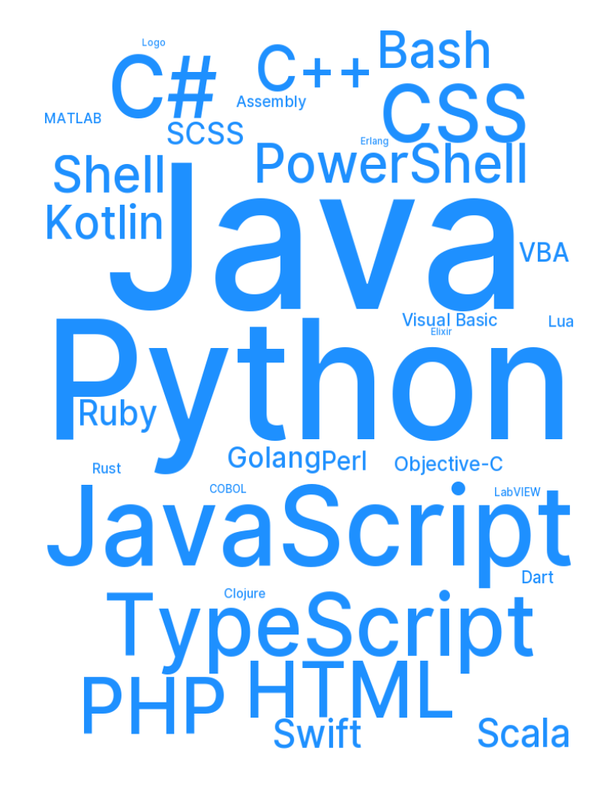 Logo
C++
Bash
C#
Assembly
CSS
MATLAB
SCSS
Erlang
PowerShell
Shell
Java
Kotlin
VBA
Visual Basic
Lua
Elixir
Python
Ruby
Golang
Perl
Objective-C
Rust
COBOL
LabVIEW
JavaScript
Dart
Clojure
TypeScript
HTML
PHP
Swift
Scala